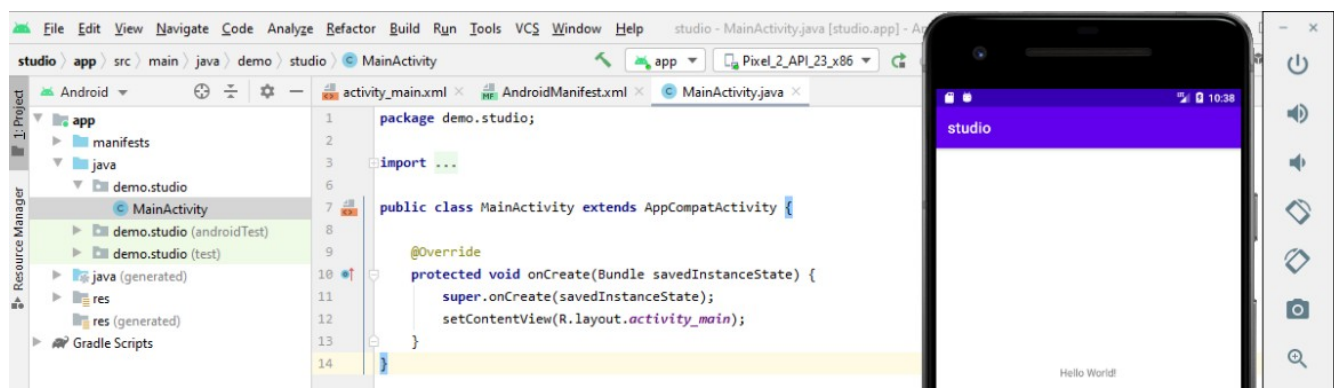 File Edit View Navigate Code Analyze Refactor Build Run Tools VCS Window Help studio - MainActivity.java [studio.app] - A
studio app src main java demo studio MainActivity app Pixel_2_API_23_x86
1: Project
Resource Manager
Android
app
manifests
java
demo.studio
MainActivity
demo.studio (androidTest)
demo.studio (test)
java (generated)
res
res (generated)
Gradle Scripts
activity_main.xml AndroidManifest.xml MainActivity.java
1 package demo.studio;
2
3 import ...
6
7 public class MainActivity extends AppCompatActivity {
8
9 @Override
10 protected void onCreate(Bundle savedInstanceState) {
11 super.onCreate(savedInstanceState);
12 setContentView(R.layout.activity_main);
13 }
14 }
10:38
studio
Hello World!